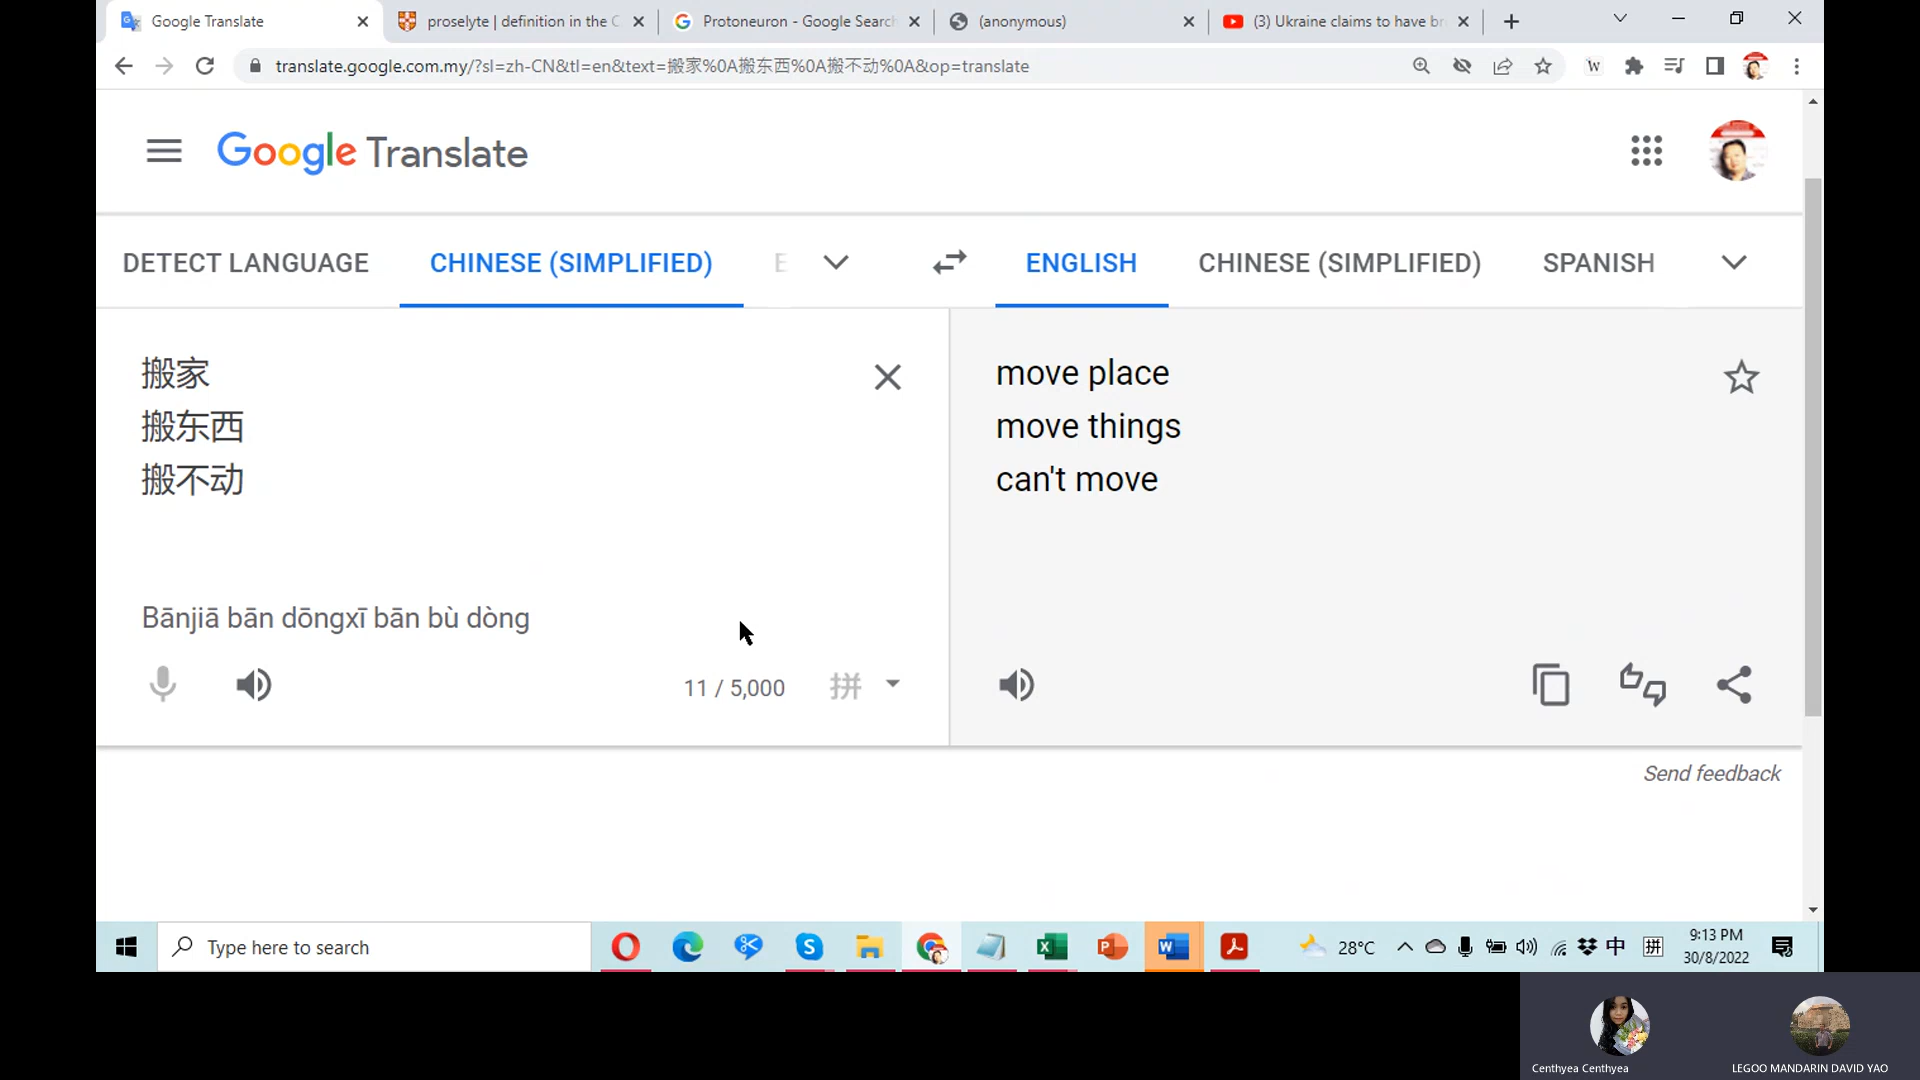 Google Translate
proselyte | definition in the C
Protoneuron - Google Search
(anonymous)
(3) Ukraine claims to have br
translate.google.com.my/?sl=zh-CN&tl=en&text=搬家%0A搬东西%0A搬不动%0A&op=translate
W
Google Translate
DETECT LANGUAGE
CHINESE (SIMPLIFIED)
E
ENGLISH
CHINESE (SIMPLIFIED)
SPANISH
搬家
搬东西
搬不动
move place
move things
can't move
Bānjiā bān dōngxī bān bù dòng
11 / 5,000
拼
Send feedback
Type here to search
28°C
中
拼
9:13 PM
30/8/2022
Centhyea Centhyea
LEGOO MANDARIN DAVID YAO